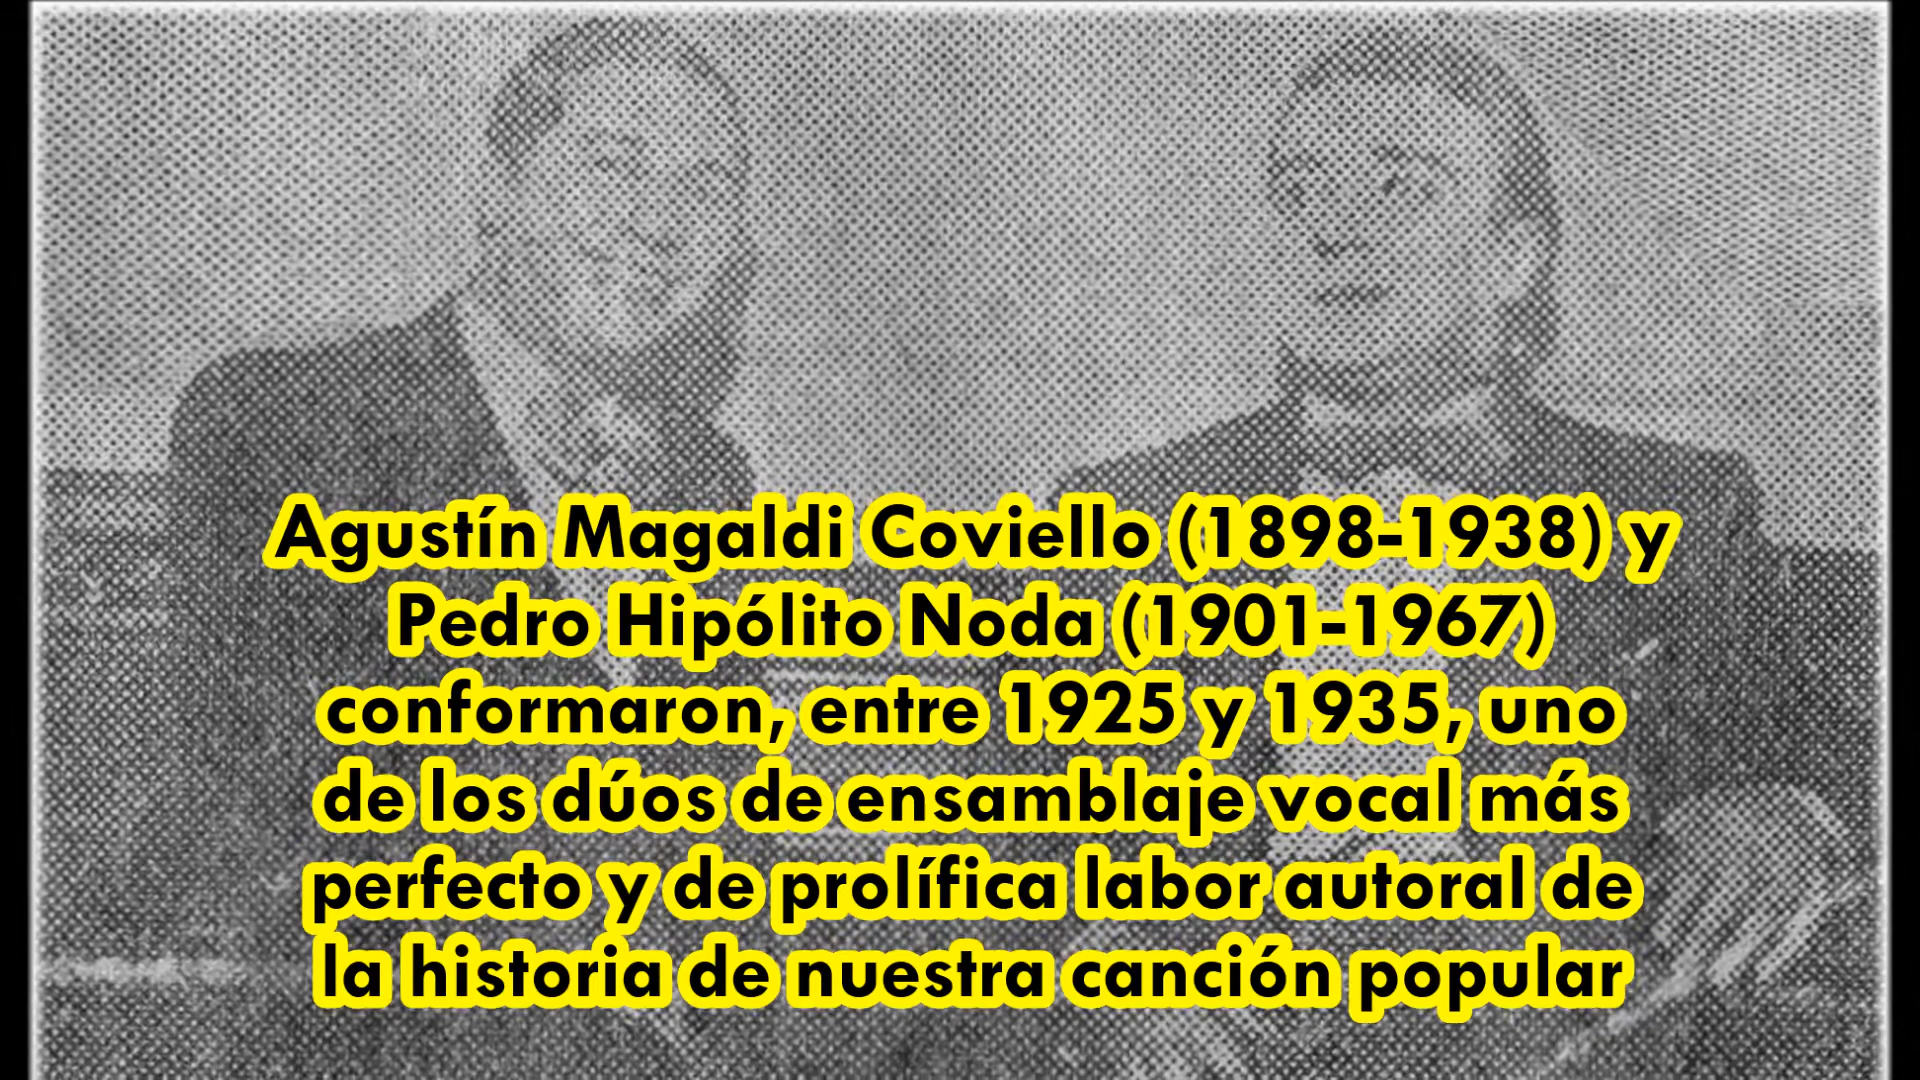 Agustín Magaldi Coviello (1898-1938) y
Pedro Hipólito Noda (1901-1967)
conformaron, entre 1925 y 1935, uno
de los dúos de ensamblaje vocal más
perfecto y de prolífica labor autoral de
la historia de nuestra canción popular